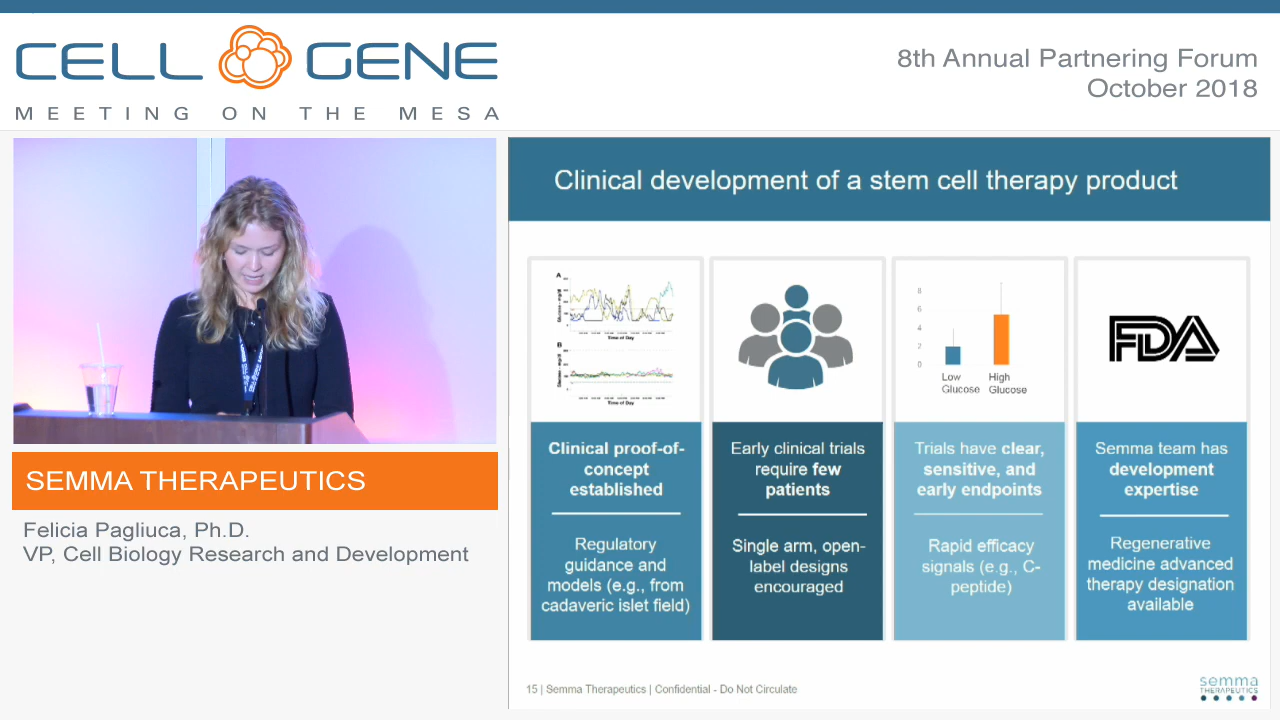 CELL GENE
MEETING ON THE MESA
8th Annual Partnering Forum
October 2018
SEMMA THERAPEUTICS
Felicia Pagliuca, Ph.D.
VP, Cell Biology Research and Development
Clinical development of a stem cell therapy product
A
Time of Day
B
Time of Day
Clinical proof-of-
concept
established
Regulatory
guidance and
models (e.g., from
cadaveric islet field)
Early clinical trials
require few
patients
Single arm, open-
label designs
encouraged
8
6
4
2
0
Low
Glucose
High
Glucose
Trials have clear,
sensitive, and
early endpoints
Rapid efficacy
signals (e.g., C-
peptide)
FDA
Semma team has
development
expertise
Regenerative
medicine advanced
therapy designation
available
15 | Semma Therapeutics | Confidential - Do Not Circulate
semma
THERAPEUTICS